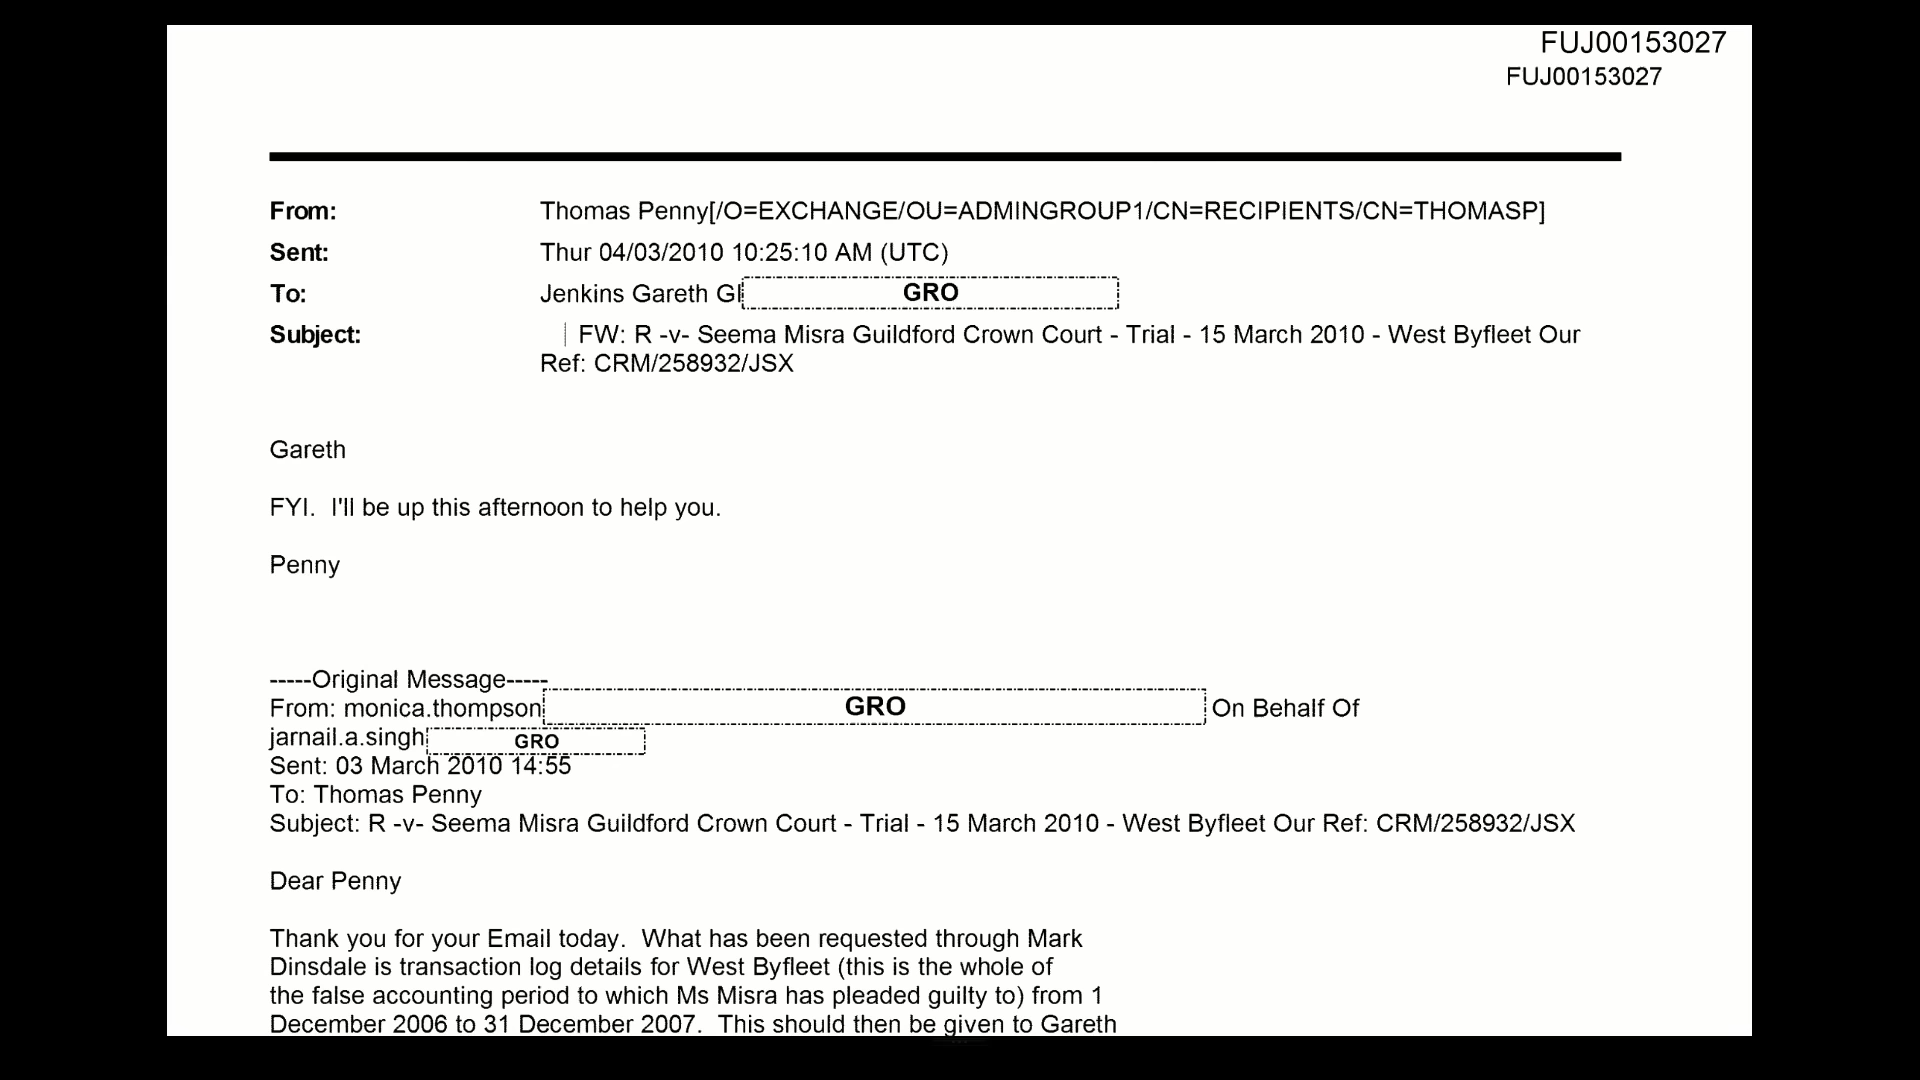 FUJ00153027
FUJ00153027
From: Thomas Penny[/O=EXCHANGE/OU=ADMINGROUP1/CN=RECIPIENTS/CN=THOMASP]
Sent: Thur 04/03/2010 10:25:10 AM (UTC)
To: Jenkins Gareth GI GRO
Subject: FW: R -v- Seema Misra Guildford Crown Court - Trial - 15 March 2010 - West Byfleet Our
Ref: CRM/258932/JSX
Gareth
FYI.  I'll be up this afternoon to help you.
Penny
-----Original Message-----
From: monica.thompson GRO On Behalf Of
jarnail.a.singh GRO
Sent: 03 March 2010 14:55
To: Thomas Penny
Subject: R -v- Seema Misra Guildford Crown Court - Trial - 15 March 2010 - West Byfleet Our Ref: CRM/258932/JSX
Dear Penny
Thank you for your Email today.  What has been requested through Mark
Dinsdale is transaction log details for West Byfleet (this is the whole of
the false accounting period to which Ms Misra has pleaded guilty to) from 1
December 2006 to 31 December 2007.  This should then be given to Gareth